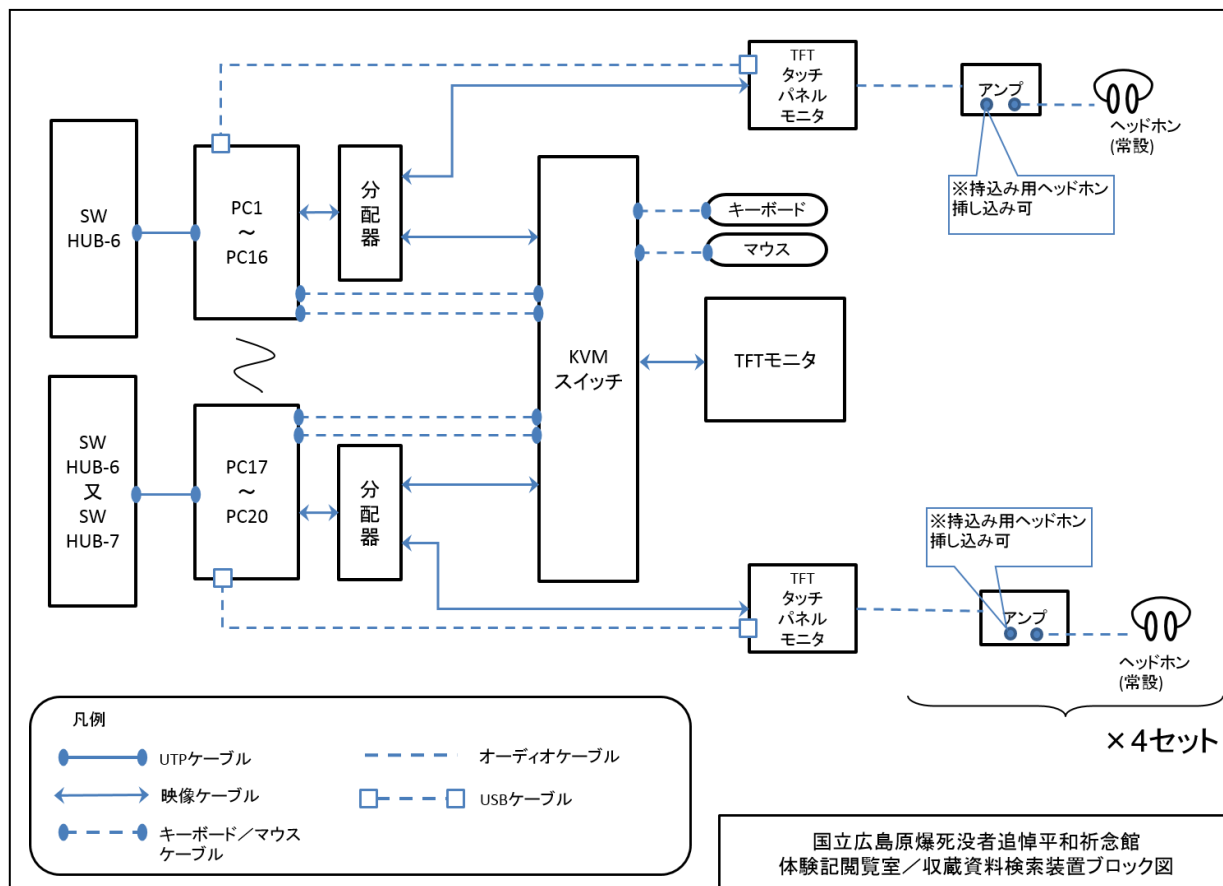 TFT
タッチ
パネル
モニタ
アンプ
ヘッドホン
(常設)
※持込み用ヘッドホン
挿し込み可
SW
HUB-6
PC1
～
PC16
分
配
器
キーボード
マウス
KVM
スイッチ
TFTモニタ
SW
HUB-6
又
SW
HUB-7
PC17
～
PC20
分
配
器
※持込み用ヘッドホン
挿し込み可
TFT
タッチ
パネル
モニタ
アンプ
ヘッドホン
(常設)
×4セット
凡例
UTPケーブル
映像ケーブル
キーボード／マウス
ケーブル
オーディオケーブル
USBケーブル
国立広島原爆死没者追悼平和祈念館
体験記閲覧室／収蔵資料検索装置ブロック図